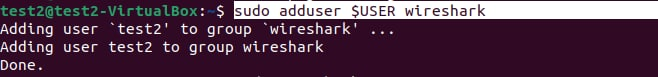 test2@test2-VirtualBox:~$ sudo adduser $USER wireshark
Adding user `test2' to group `wireshark' ...
Adding user test2 to group wireshark
Done.